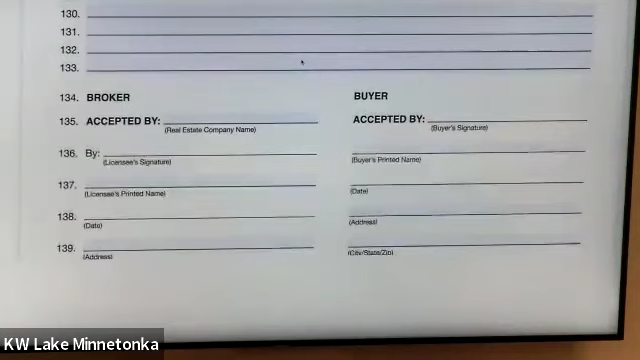 130.
131.
132.
133.
134. BROKER BUYER
135. ACCEPTED BY: ACCEPTED BY:
(Real Estate Company Name) (Buyer's Signature)
136. By:
(Licensee's Signature) (Buyer's Printed Name)
137.
(Licensee's Printed Name) (Date)
138.
(Date) (Address)
139.
(Address) (City/State/Zip)
KW Lake Minnetonka